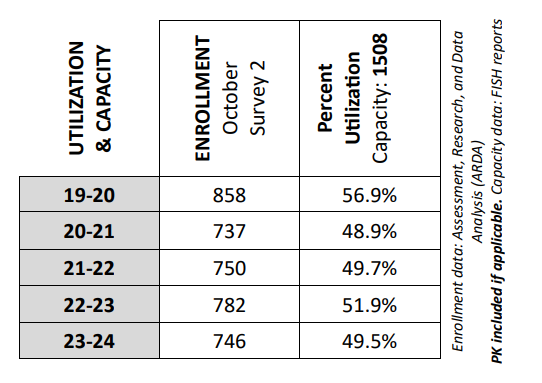 UTILIZATION
& CAPACITY
ENROLLMENT
October
Survey 2
Percent
Utilization
Capacity: 1508
19-20 858 56.9%
20-21 737 48.9%
21-22 750 49.7%
22-23 782 51.9%
23-24 746 49.5%
Enrollment data: Assessment, Research, and Data
Analysis (ARDA)
PK included if applicable. Capacity data: FISH reports